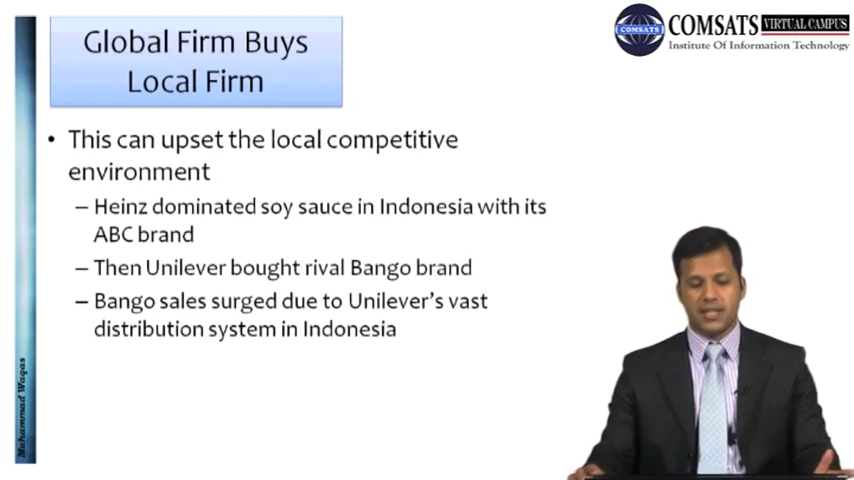 Global Firm Buys
Local Firm
COMSATS VIRTUAL CAMPUS
Institute Of Information Technology
COMSATS
• This can upset the local competitive
environment
– Heinz dominated soy sauce in Indonesia with its
ABC brand
– Then Unilever bought rival Bango brand
– Bango sales surged due to Unilever's vast
distribution system in Indonesia
Muhammad Waqas